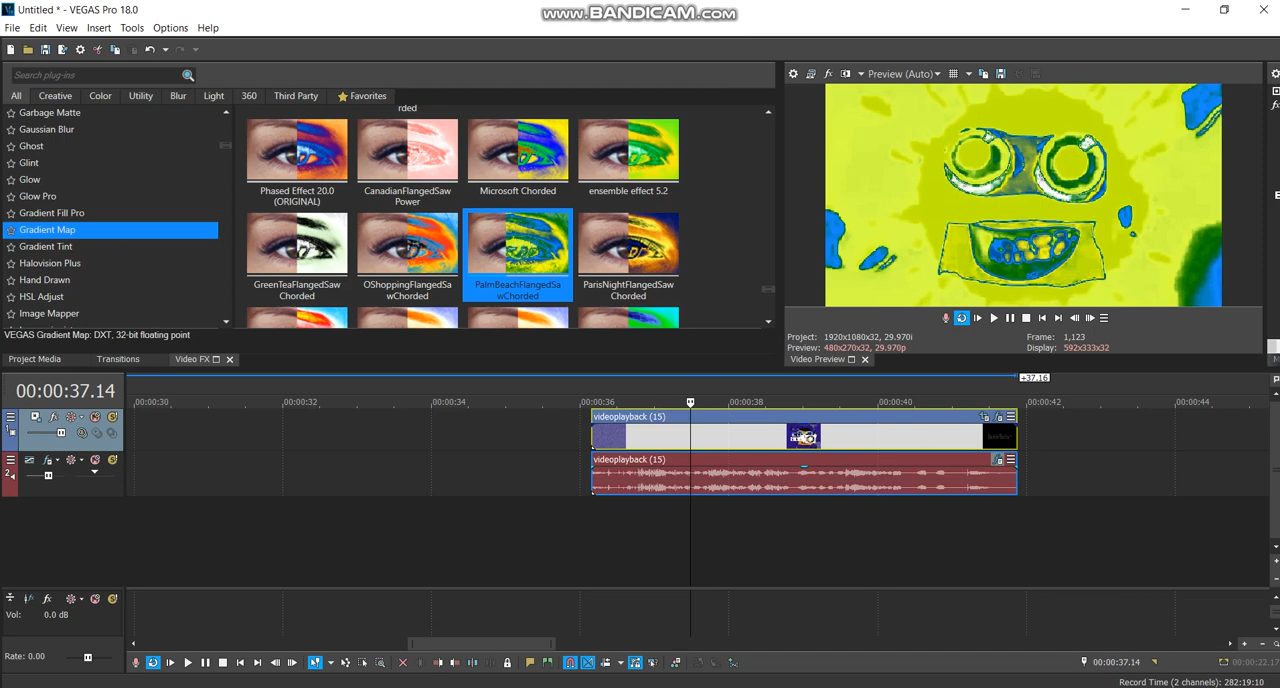 Untitled * - VEGAS Pro 18.0
www.BANDICAM.com
File Edit View Insert Tools Options Help
Search plug-ins
Preview (Auto)
All Creative Color Utility Blur Light 360 Third Party Favorites
Garbage Matte
Gaussian Blur
Ghost
Glint
Glow
Glow Pro
Gradient Fill Pro
Gradient Map
Gradient Tint
Halovision Plus
Hand Drawn
HSL Adjust
Image Mapper
rded
Phased Effect 20.0
(ORIGINAL)
CanadianFlangedSaw
Power
Microsoft Chorded
ensemble effect 5.2
GreenTeaFlangedSaw
Chorded
OShoppingFlangedSa
wChorded
PalmBeachFlangedSa
wChorded
ParisNightFlangedSaw
Chorded
VEGAS Gradient Map: DXT, 32-bit floating point
Project: 1920x1080x32, 29.970i
Preview: 480x270x32, 29.970p
Frame: 1,123
Display: 592x333x32
Project Media Transitions Video FX
Video Preview
00:00:37.14
+37.16
00:00:30 00:00:32 00:00:34 00:00:36 00:00:38 00:00:40 00:00:42 00:00:44
1
videoplayback (15)
2
videoplayback (15)
Vol: 0.0 dB
Rate: 0.00
00:00:37.14
00:00:22.17
Record Time (2 channels): 282:19:10